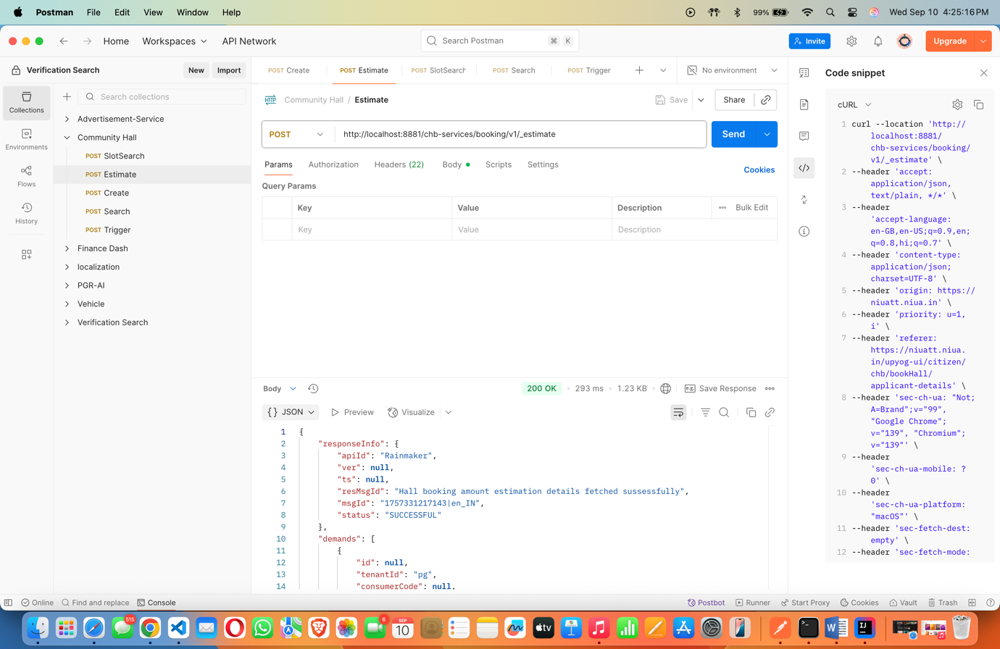 Postman File Edit View Window Help 99% Wed Sep 10 4:25:16 PM
Home Workspaces API Network Search Postman ⌘ K Invite Upgrade
Verification Search New Import
POST Create POST Estimate POST SlotSearch POST Search POST Trigger No environment
Collections
Environments
Flows
History
Search collections
Advertisement-Service
Community Hall
POST SlotSearch
POST Estimate
POST Create
POST Search
POST Trigger
Finance Dash
localization
PGR-AI
Vehicle
Verification Search
HTTP Community Hall / Estimate Save Share
POST http://localhost:8881/chb-services/booking/v1/_estimate Send
Params Authorization Headers (22) Body Scripts Settings Cookies
Query Params
Key Value Description Bulk Edit
Key Value Description
Body 200 OK 293 ms 1.23 KB e.g. Save Response
{} JSON Preview Visualize
1 {
2 "responseInfo": {
3 "apiId": "Rainmaker",
4 "ver": null,
5 "ts": null,
6 "resMsgId": "Hall booking amount estimation details fetched sussessfully",
7 "msgId": "1757331217143|en_IN",
8 "status": "SUCCESSFUL"
9 },
10 "demands": [
11 {
12 "id": null,
13 "tenantId": "pg",
14 "consumerCode": null,
Code snippet
cURL
1 curl --location 'http://
localhost:8881/
chb-services/booking/
v1/_estimate' \
2 --header 'accept:
application/json,
text/plain, */*' \
3 --header
'accept-language:
en-GB,en-US;q=0.9,en;
q=0.8,hi;q=0.7' \
4 --header 'content-type:
application/json;
charset=UTF-8' \
5 --header 'origin: https://
niuatt.niua.in' \
6 --header 'priority: u=1,
i' \
7 --header 'referer:
https://niuatt.niua.
in/upyog-ui/citizen/
chb/bookHall/
applicant-details' \
8 --header 'sec-ch-ua: "Not;
A=Brand";v="99",
"Google Chrome";
v="139", "Chromium";
v="139"' \
9 --header
'sec-ch-ua-mobile: ?
0' \
10 --header
'sec-ch-ua-platform:
"macOS"' \
11 --header 'sec-fetch-dest:
empty' \
12 --header 'sec-fetch-mode:
Online Find and replace Console Postbot Runner Start Proxy Cookies Vault Trash
515 6 SEP 10 tv W IJ